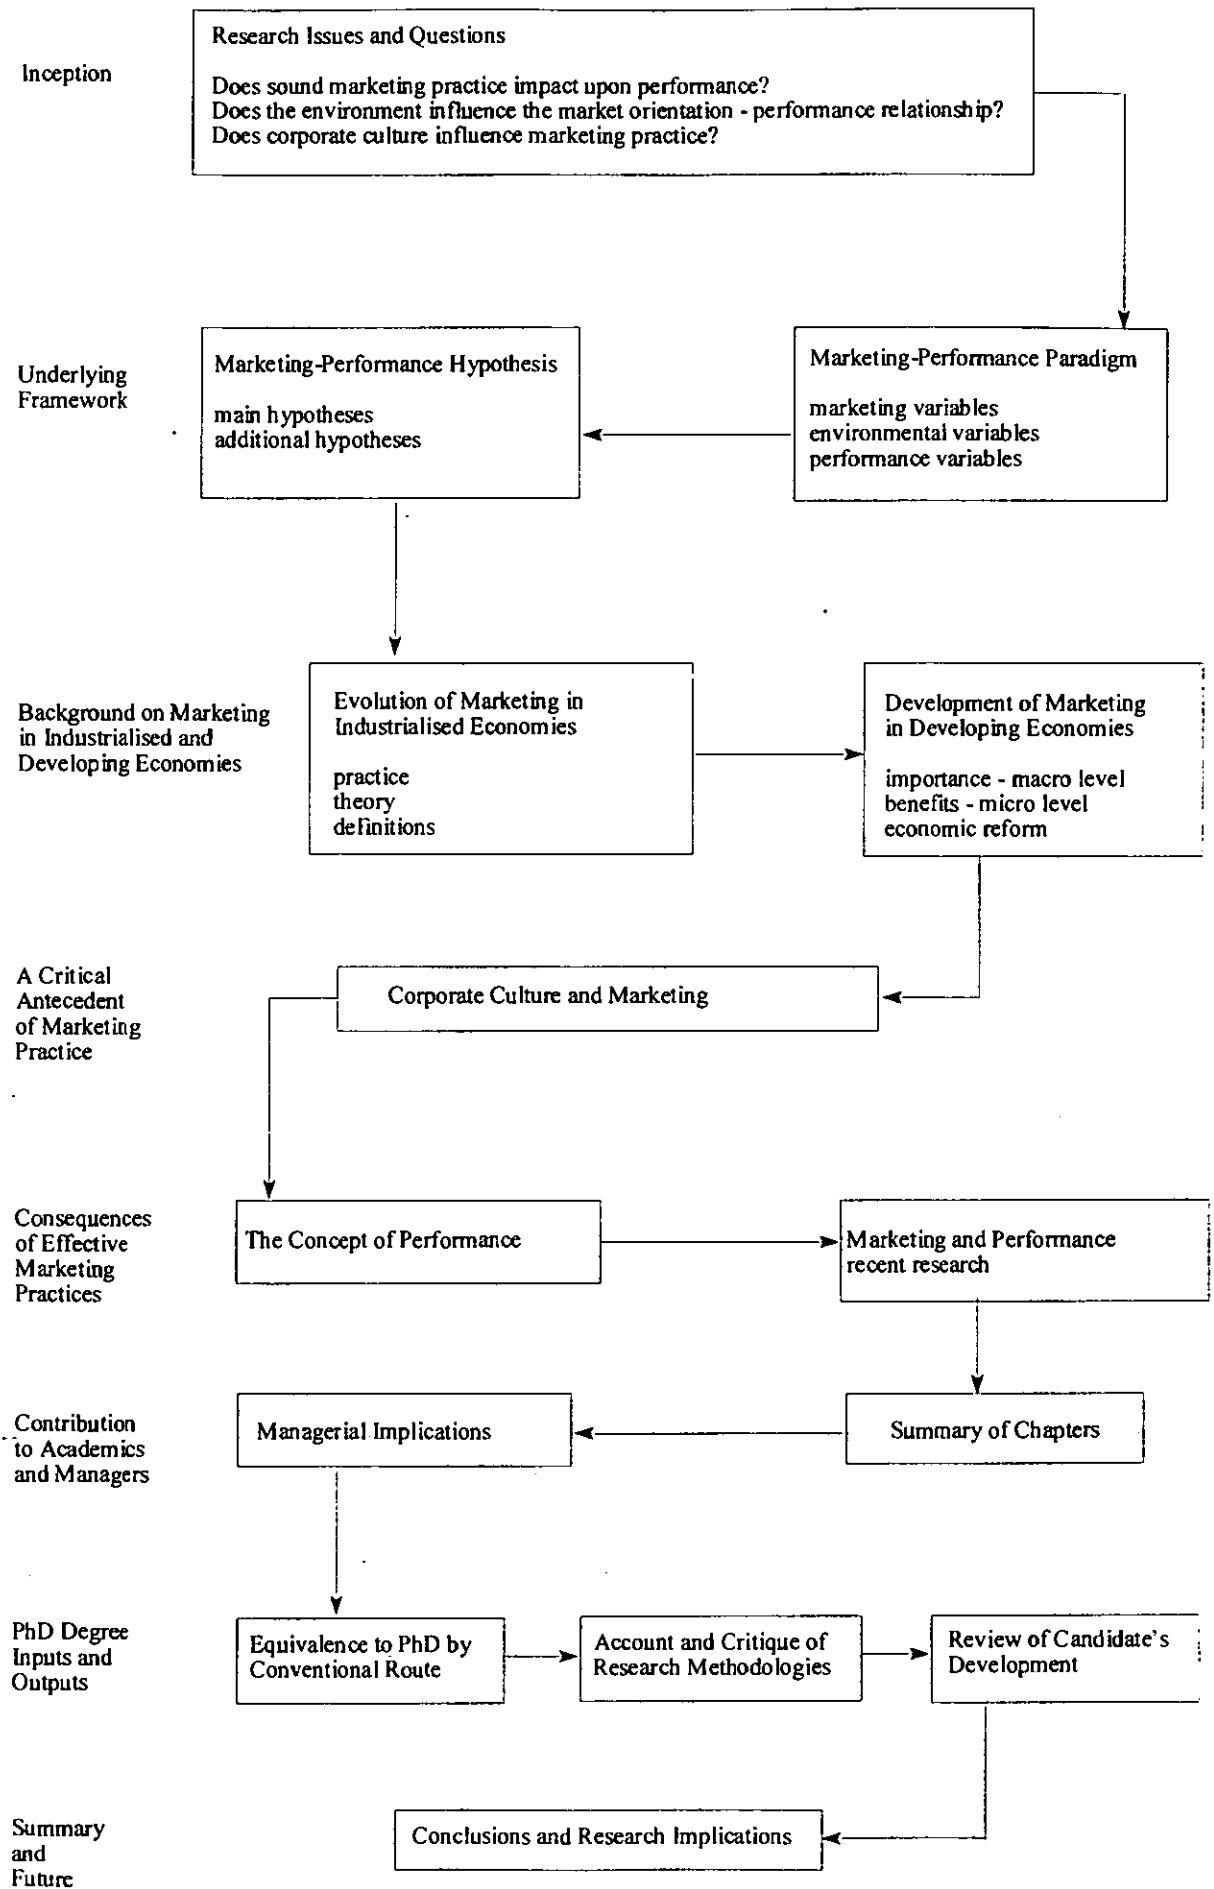 Inception
Research Issues and Questions
Does sound marketing practice impact upon performance?
Does the environment influence the market orientation - performance relationship?
Does corporate culture influence marketing practice?
Underlying
Framework
Marketing-Performance Hypothesis
main hypotheses
additional hypotheses
Marketing-Performance Paradigm
marketing variables
environmental variables
performance variables
Background on Marketing
in Industrialised and
Developing Economies
Evolution of Marketing in
Industrialised Economies
practice
theory
definitions
Development of Marketing
in Developing Economies
importance - macro level
benefits - micro level
economic reform
A Critical
Antecedent
of Marketing
Practice
Corporate Culture and Marketing
Consequences
of Effective
Marketing
Practices
The Concept of Performance
Marketing and Performance
recent research
Contribution
to Academics
and Managers
Managerial Implications
Summary of Chapters
PhD Degree
Inputs and
Outputs
Equivalence to PhD by
Conventional Route
Account and Critique of
Research Methodologies
Review of Candidate's
Development
Summary
and
Future
Conclusions and Research Implications